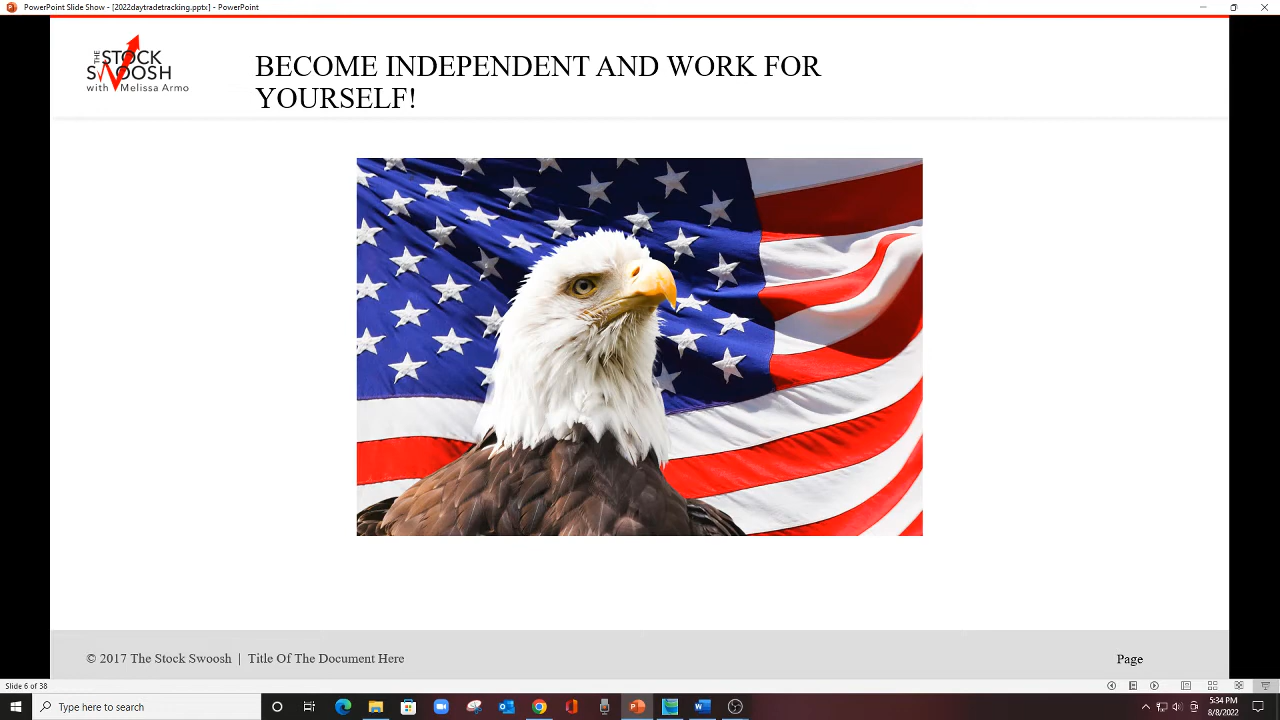 PowerPoint Slide Show - [2022daytradetracking.pptx] - PowerPoint
THE
STOCK
SWOOSH
with Melissa Armo
BECOME INDEPENDENT AND WORK FOR
YOURSELF!
© 2017 The Stock Swoosh | Title Of The Document Here
Page
Slide 6 of 38
Type here to search
5:34 PM
8/8/2022